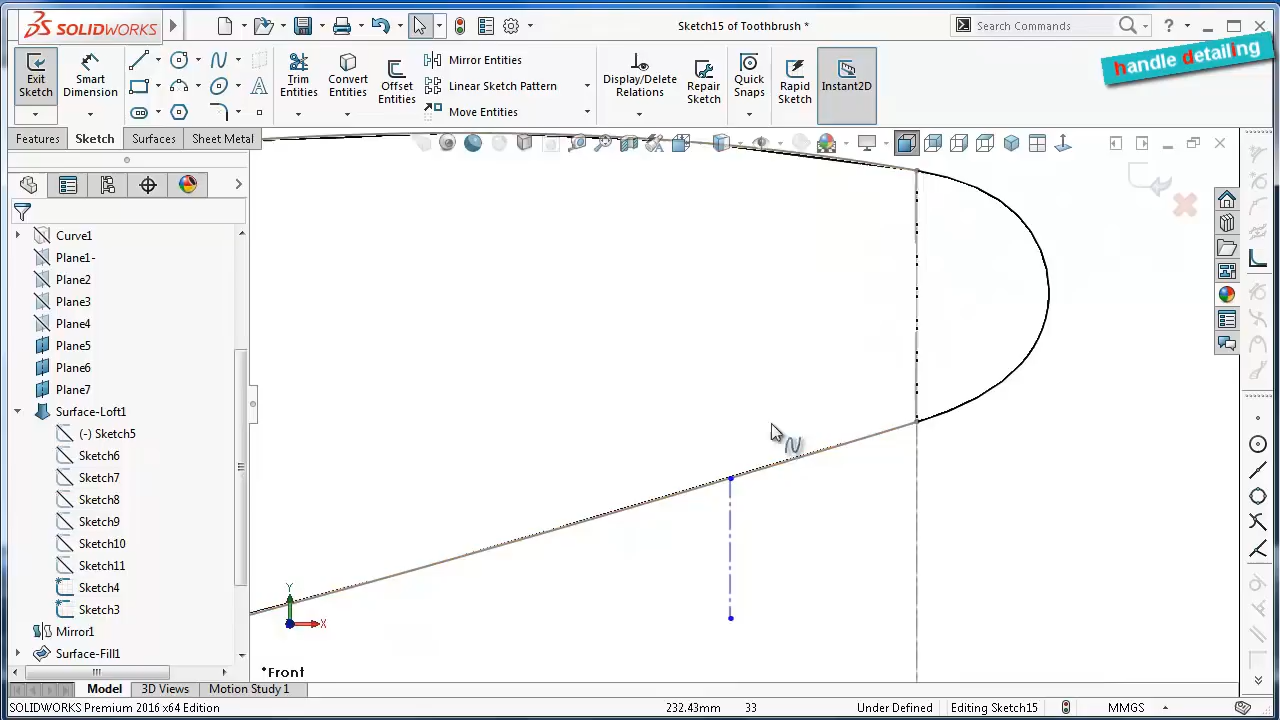 SOLIDWORKS
Sketch15 of Toothbrush *
Search Commands
?
handle detailing
Exit Sketch
Smart Dimension
Trim Entities
Convert Entities
Offset Entities
Mirror Entities
Linear Sketch Pattern
Move Entities
Display/Delete Relations
Repair Sketch
Quick Snaps
Rapid Sketch
Instant2D
Features
Sketch
Surfaces
Sheet Metal
Curve1
Plane1-
Plane2
Plane3
Plane4
Plane5
Plane6
Plane7
Surface-Loft1
(-) Sketch5
Sketch6
Sketch7
Sketch8
Sketch9
Sketch10
Sketch11
Sketch4
Sketch3
Mirror1
Surface-Fill1
Y
X
*Front
Model
3D Views
Motion Study 1
SOLIDWORKS Premium 2016 x64 Edition
232.43mm
33
Under Defined
Editing Sketch15
MMGS